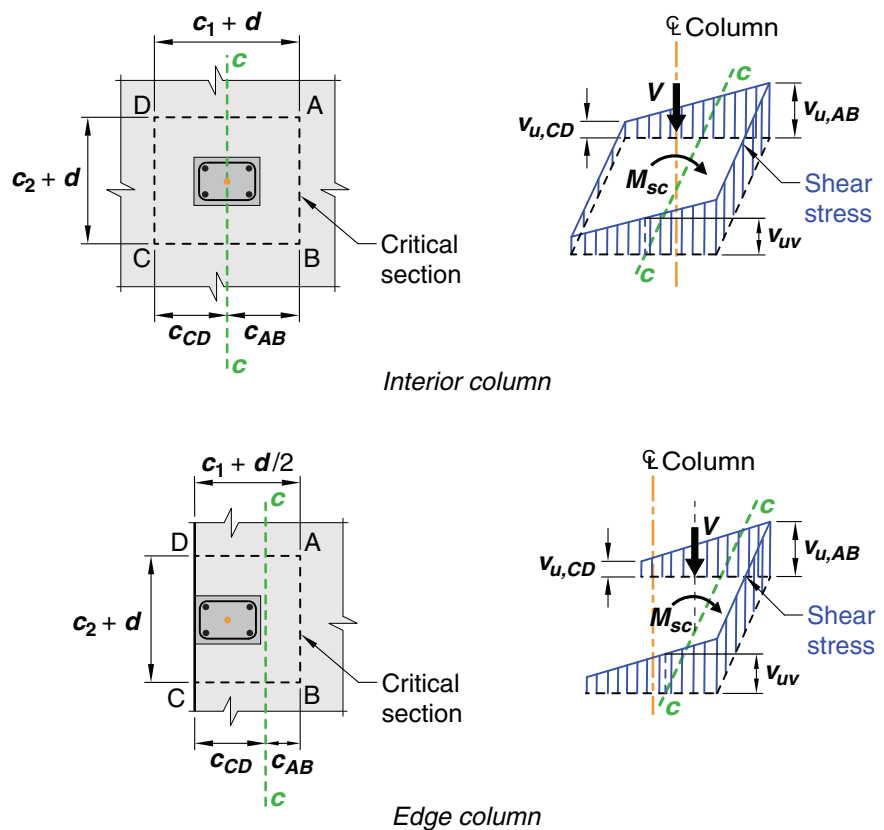 c1 + d
c
D
A
c2 + d
C
B
Critical
section
cCD
cAB
c
℄ Column
c
V
vu,AB
vu,CD
Msc
Shear
stress
vuv
c
Interior column
c1 + d/2
c
D
A
c2 + d
C
B
Critical
section
cCD
cAB
c
℄ Column
c
V
vu,AB
vu,CD
Msc
Shear
stress
vuv
c
Edge column